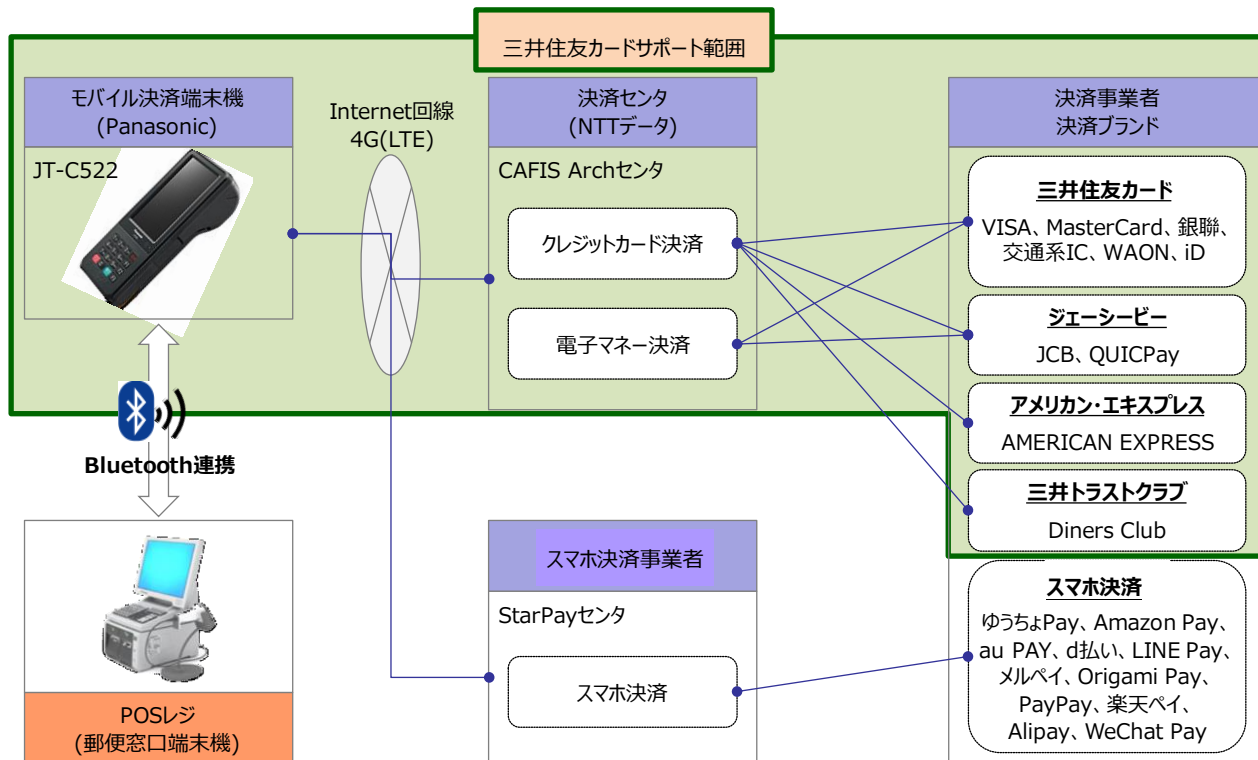 三井住友カードサポート範囲
モバイル決済端末機
(Panasonic)
JT-C522
Internet回線
4G(LTE)
決済センタ
(NTTデータ)
CAFIS Archセンタ
クレジットカード決済
電子マネー決済
決済事業者
決済ブランド
三井住友カード
VISA、MasterCard、銀聯、
交通系IC、WAON、iD
ジェーシービー
JCB、QUICPay
アメリカン・エキスプレス
AMERICAN EXPRESS
三井トラストクラブ
Diners Club
Bluetooth連携
POSレジ
(郵便窓口端末機)
スマホ決済事業者
StarPayセンタ
スマホ決済
スマホ決済
ゆうちょPay、Amazon Pay、
au PAY、d払い、LINE Pay、
メルペイ、Origami Pay、
PayPay、楽天ペイ、
Alipay、WeChat Pay